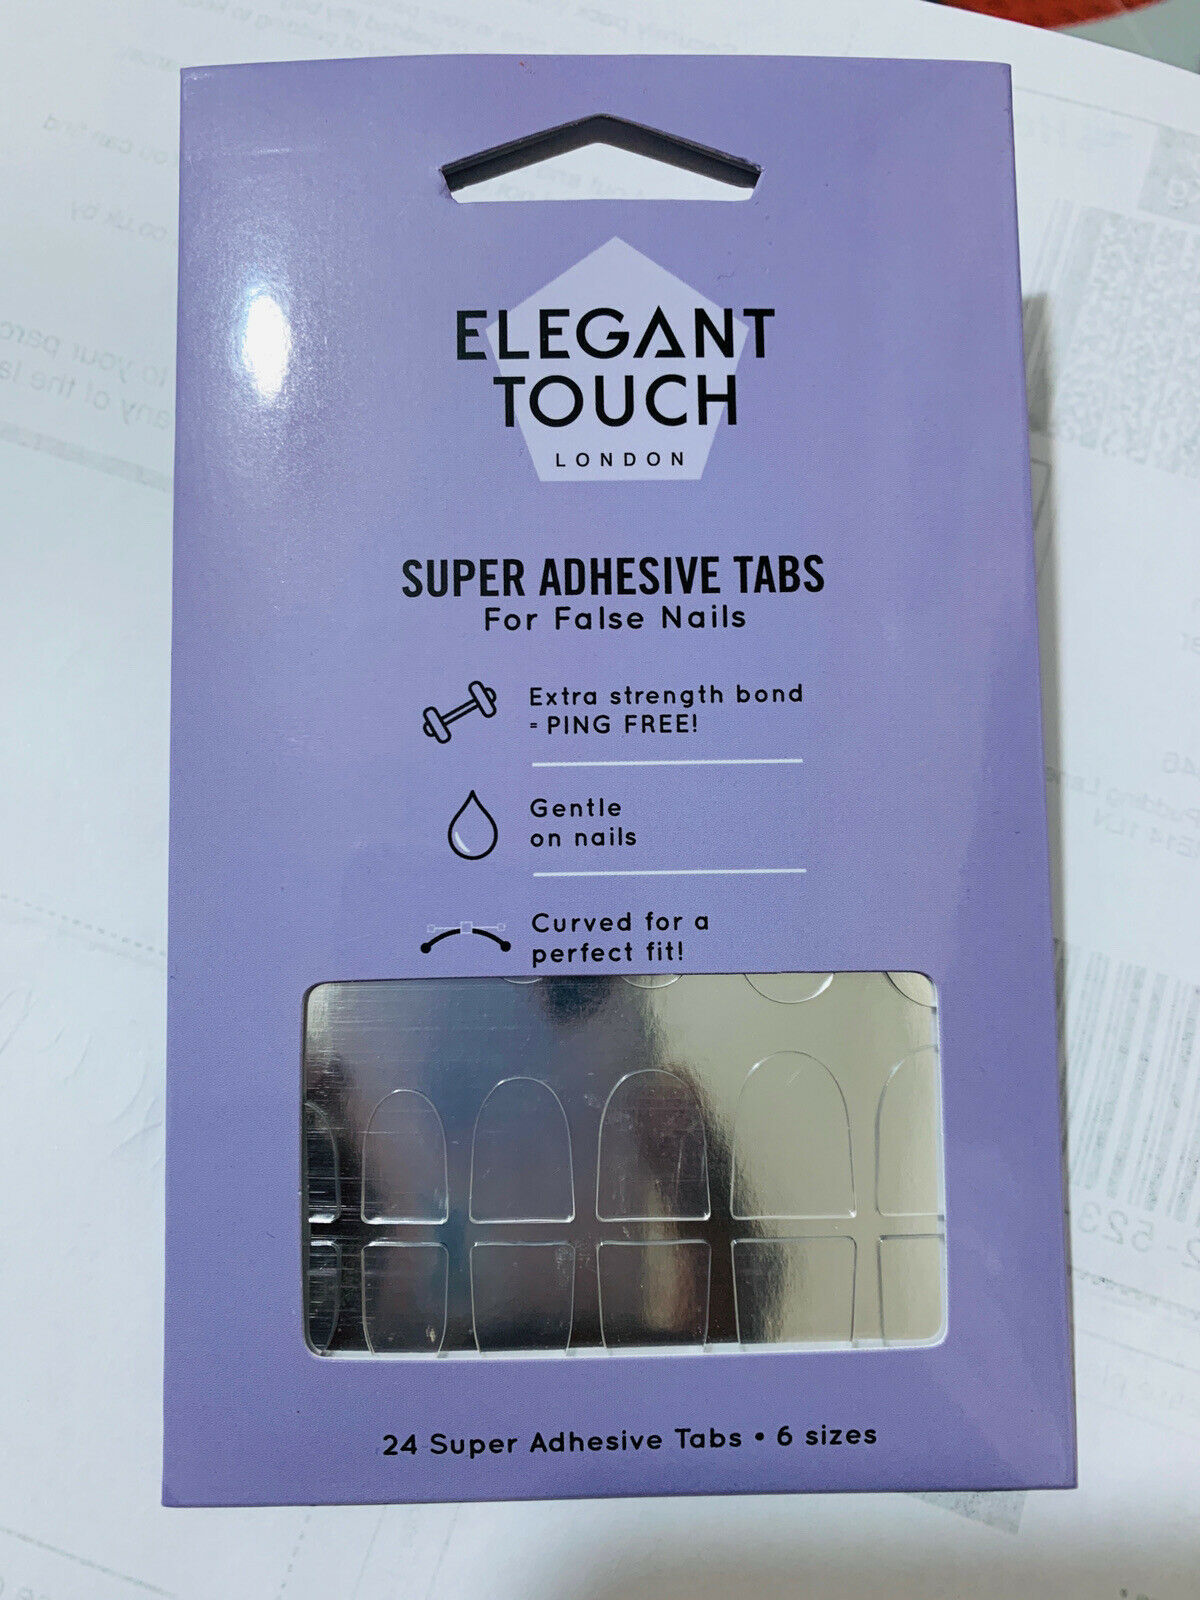 ELEGANT
TOUCH
LONDON
SUPER ADHESIVE TABS
For False Nails
Extra strength bond
= PING FREE!
Gentle
on nails
Curved for a
perfect fit!
24 Super Adhesive Tabs • 6 sizes